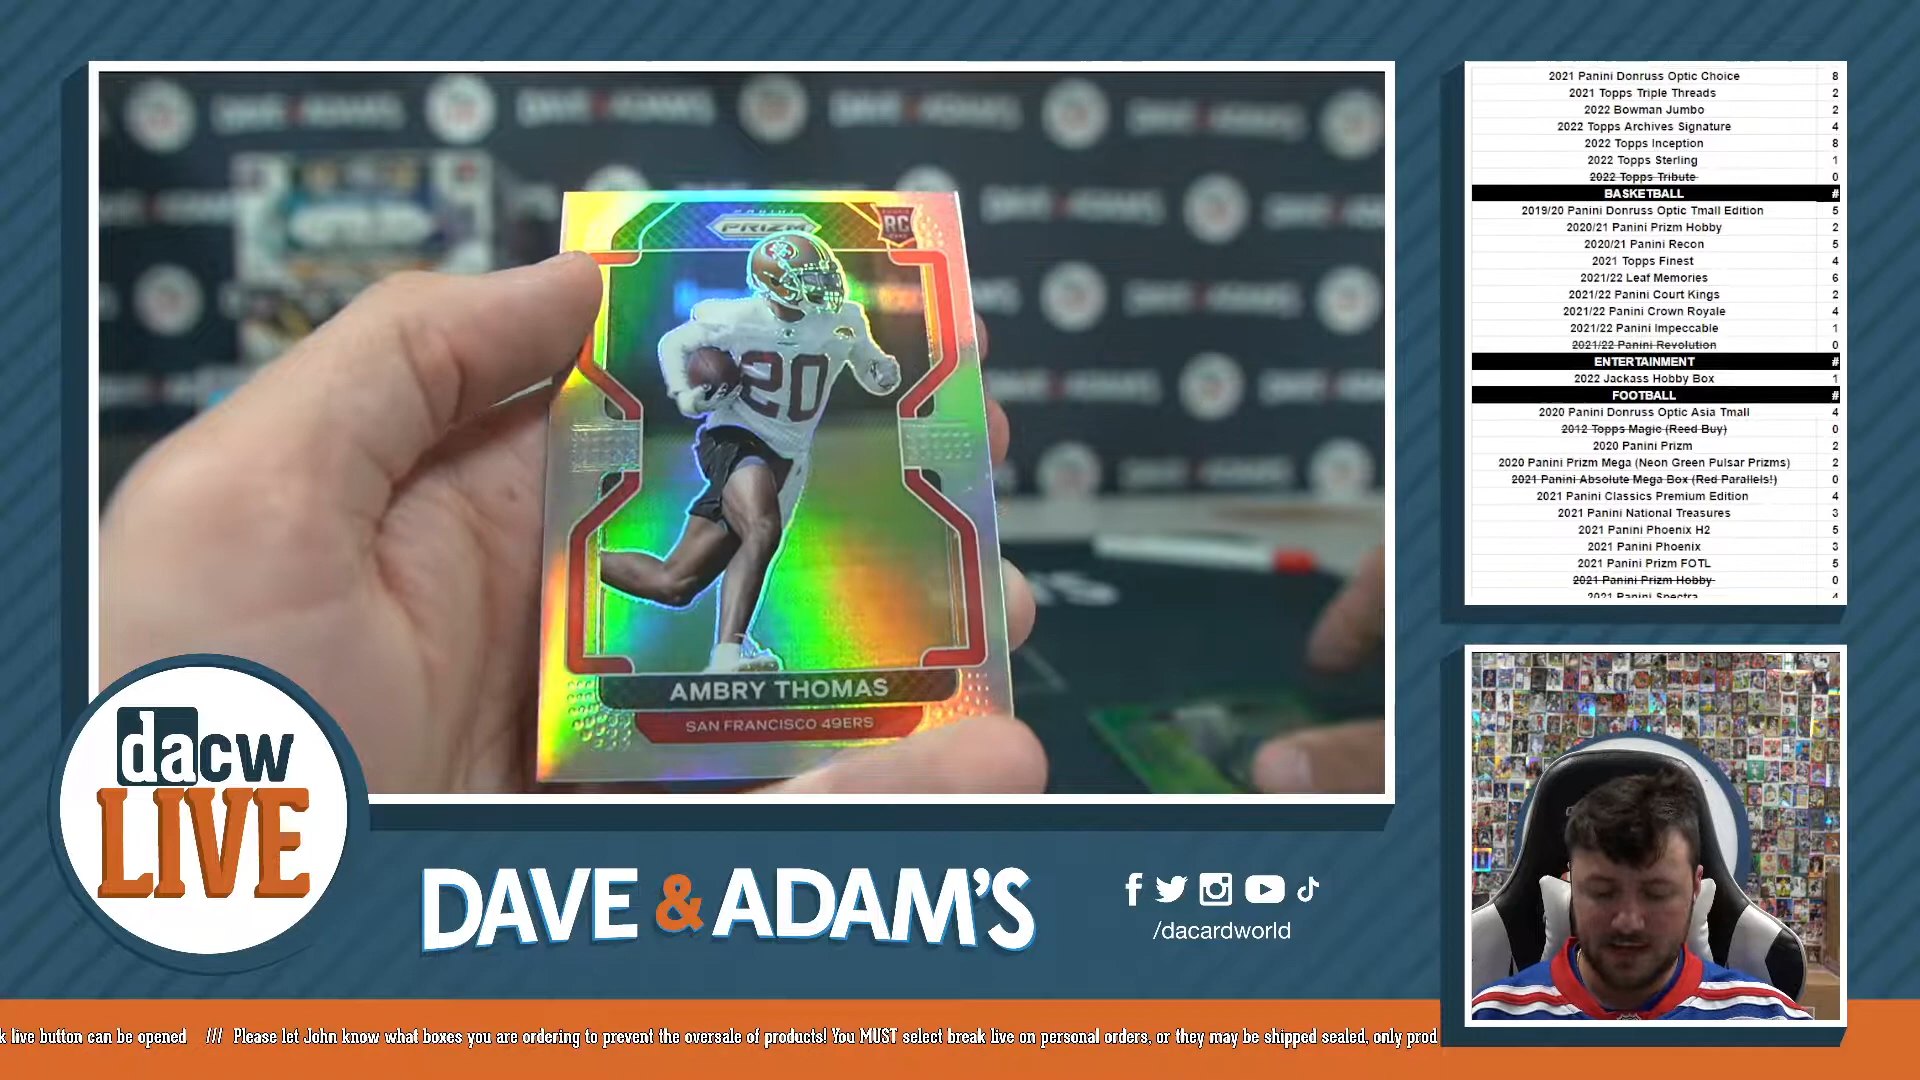 PANINI
PRIZM
RC
20
AMBRY THOMAS
SAN FRANCISCO 49ERS
dacw
LIVE
DAVE & ADAM'S
/dacardworld
k live button can be opened /// Please let John know what boxes you are ordering to prevent the oversale of products! You MUST select break live on personal orders, or they may be shipped sealed, only prod
2021 Panini Donruss Optic Choice 8
2021 Topps Triple Threads 2
2022 Bowman Jumbo 2
2022 Topps Archives Signature 4
2022 Topps Inception 8
2022 Topps Sterling 1
2022 Topps Tribute 0
BASKETBALL #
2019/20 Panini Donruss Optic Tmall Edition 5
2020/21 Panini Prizm Hobby 2
2020/21 Panini Recon 5
2021 Topps Finest 4
2021/22 Leaf Memories 6
2021/22 Panini Court Kings 2
2021/22 Panini Crown Royale 4
2021/22 Panini Impeccable 1
2021/22 Panini Revolution 0
ENTERTAINMENT #
2022 Jackass Hobby Box 1
FOOTBALL #
2020 Panini Donruss Optic Asia Tmall 4
2012 Topps Magic (Reed Buy) 0
2020 Panini Prizm 2
2020 Panini Prizm Mega (Neon Green Pulsar Prizms) 2
2021 Panini Absolute Mega Box (Red Parallels!) 0
2021 Panini Classics Premium Edition 4
2021 Panini National Treasures 3
2021 Panini Phoenix H2 5
2021 Panini Phoenix 3
2021 Panini Prizm FOTL 5
2021 Panini Prizm Hobby 0
2021 Panini Spectra 4